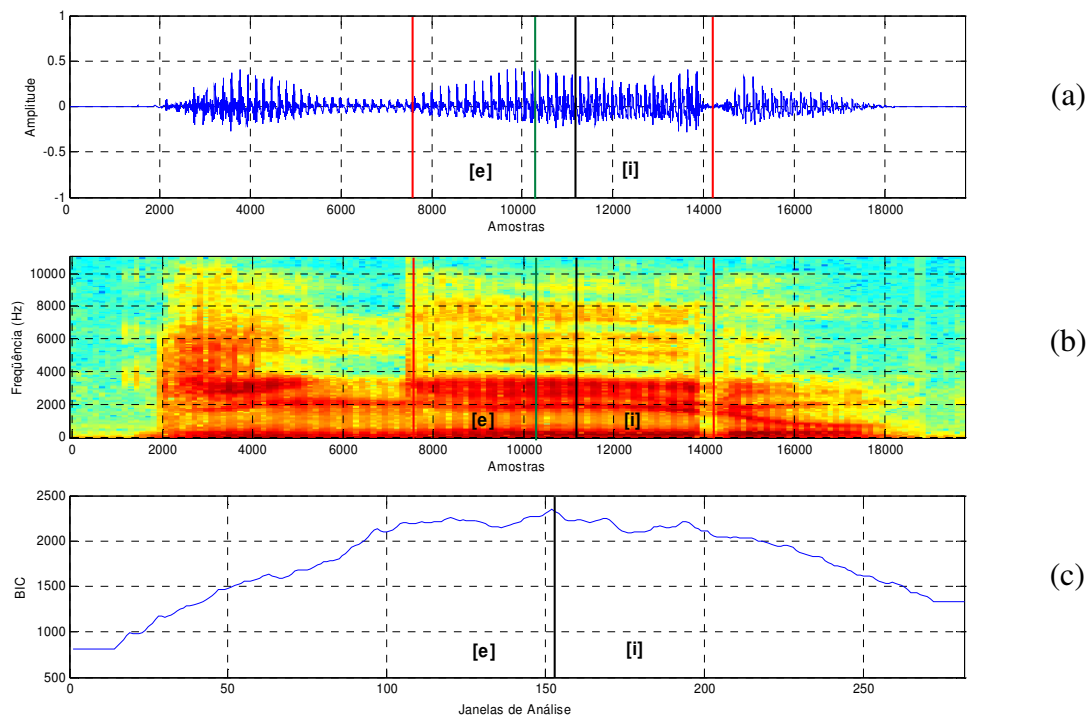 1
0.5
0
-0.5
-1
Amplitude
[e]
[i]
0 2000 4000 6000 8000 10000 12000 14000 16000 18000
Amostras
(a)
10000
8000
6000
4000
2000
0
Freqüência (Hz)
[e]
[i]
0 2000 4000 6000 8000 10000 12000 14000 16000 18000
Amostras
(b)
2500
2000
1500
1000
500
BIC
[e]
[i]
0 50 100 150 200 250
Janelas de Análise
(c)